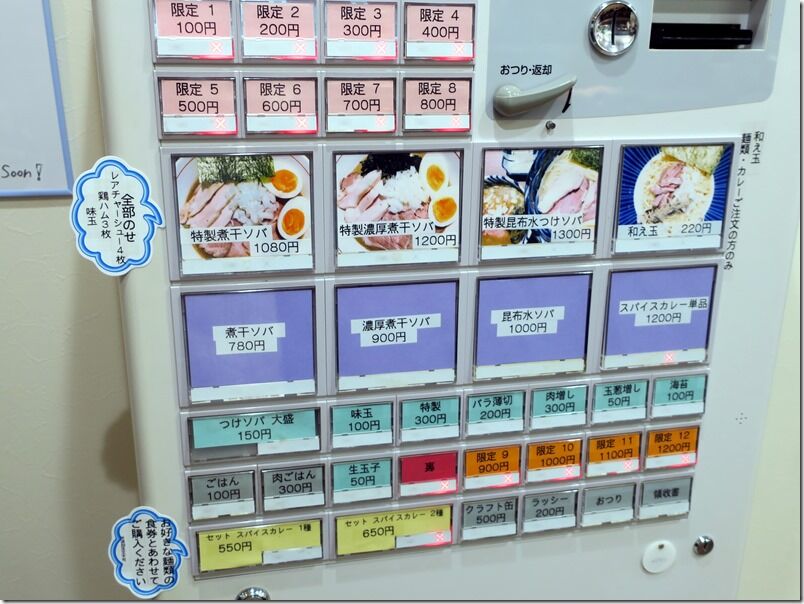 限定 1
100円
限定 2
200円
限定 3
300円
限定 4
400円
おつり・返却
限定 5
500円
限定 6
600円
限定 7
700円
限定 8
800円
Soon!
全部のせ
レアチャーシュー4枚
鶏ハム3枚
味玉
特製煮干ソバ
1080円
特製濃厚煮干ソバ
1200円
特製昆布水つけソバ
1300円
和え玉 220円
和え玉
麺類・カレーご注文の方のみ
煮干ソバ
780円
濃厚煮干ソバ
900円
昆布水ソバ
1000円
スパイスカレー単品
1200円
つけソバ 大盛
150円
味玉
100円
特製
300円
バラ薄切
200円
肉増し
300円
玉葱増し
50円
海苔
100円
ごはん
100円
肉ごはん
300円
生玉子
50円
裏
限定 9
900円
限定 10
1000円
限定 11
1100円
限定 12
1200円
セット スパイスカレー 1種
550円
セット スパイスカレー 2種
650円
クラフト缶
500円
ラッシー
200円
おつり
領収書
お好きな麺類の
食券とあわせて
ご購入ください